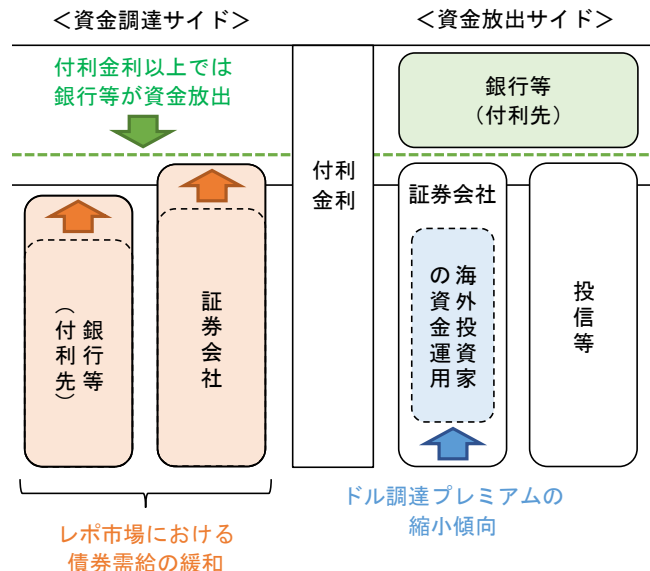 ＜資金調達サイド＞
＜資金放出サイド＞
付利金利以上では
銀行等が資金放出
銀行等
（付利先）
付利
金利
証券会社
銀行等
（付利先）
証券会社
海外投資家
の資金運用
投信等
レポ市場における
債券需給の緩和
ドル調達プレミアムの
縮小傾向